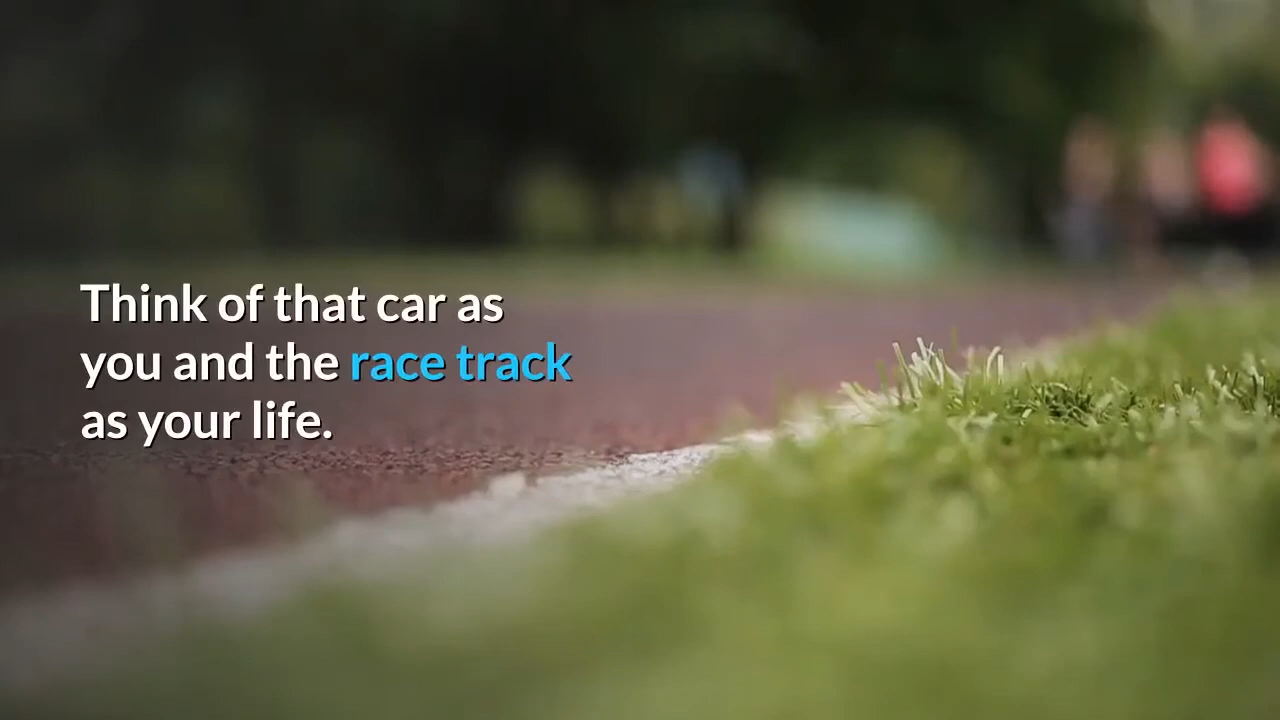 Think of that car as
you and the race track
as your life.